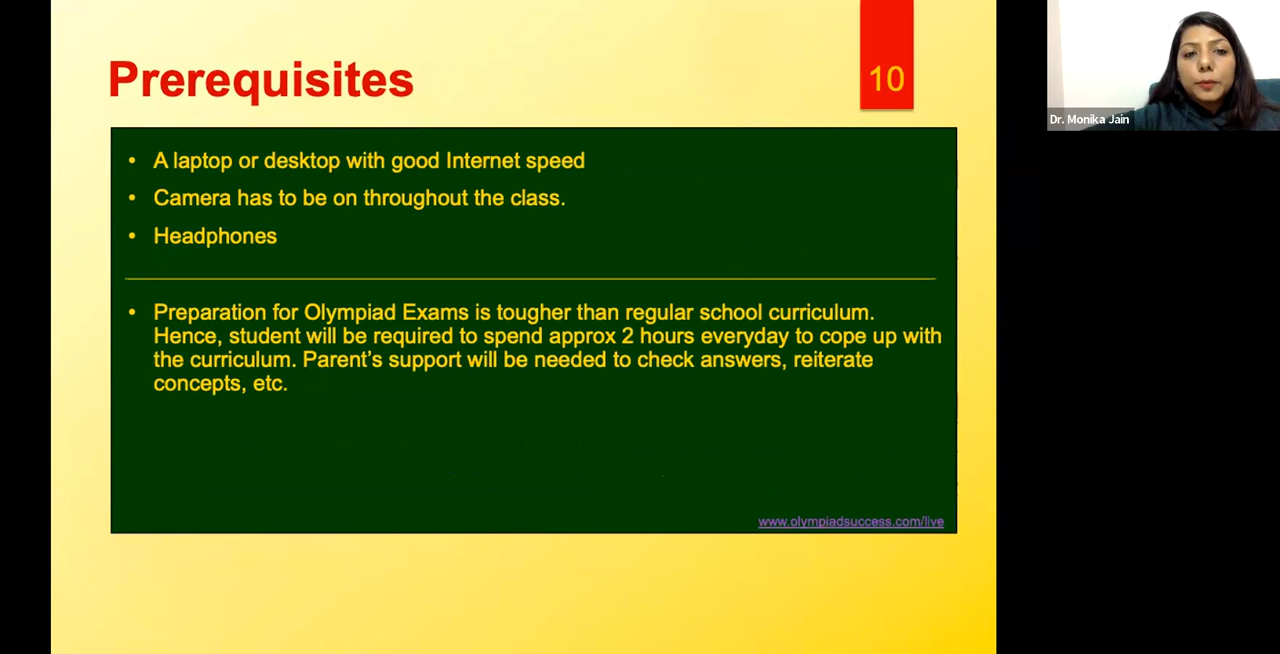 Prerequisites
10
• A laptop or desktop with good Internet speed
• Camera has to be on throughout the class.
• Headphones
• Preparation for Olympiad Exams is tougher than regular school curriculum.
Hence, student will be required to spend approx 2 hours everyday to cope up with
the curriculum. Parent’s support will be needed to check answers, reiterate
concepts, etc.
www.olympiadsuccess.com/live
Dr. Monika Jain